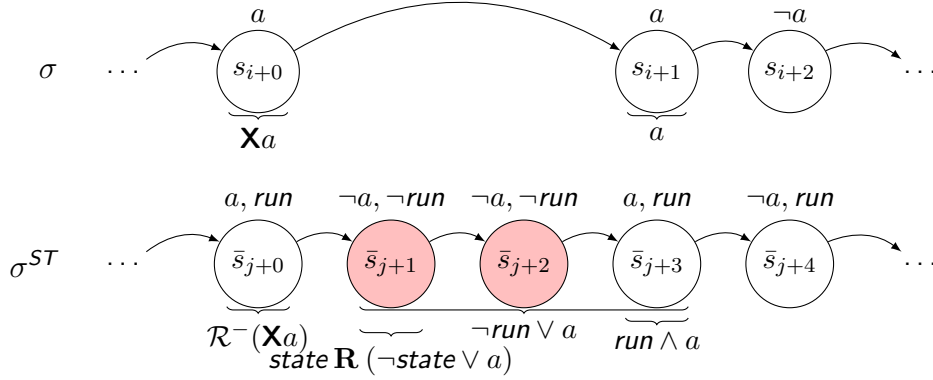 a a ¬a
σ ··· s_{i+0} s_{i+1} s_{i+2} ···
Xa a
a, run ¬a, ¬run ¬a, ¬run a, run ¬a, run
σ^{ST} ··· s̄_{j+0} s̄_{j+1} s̄_{j+2} s̄_{j+3} s̄_{j+4} ···
R⁻(Xa) ¬run ∨ a run ∧ a
state R (¬state ∨ a)